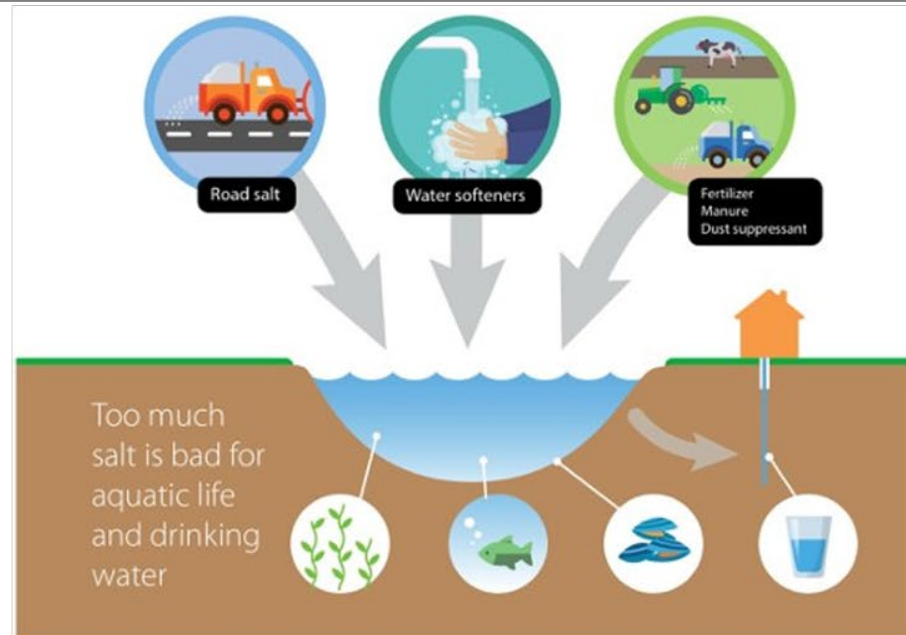 Road salt
Water softeners
Fertilizer
Manure
Dust suppressant
Too much
salt is bad for
aquatic life
and drinking
water